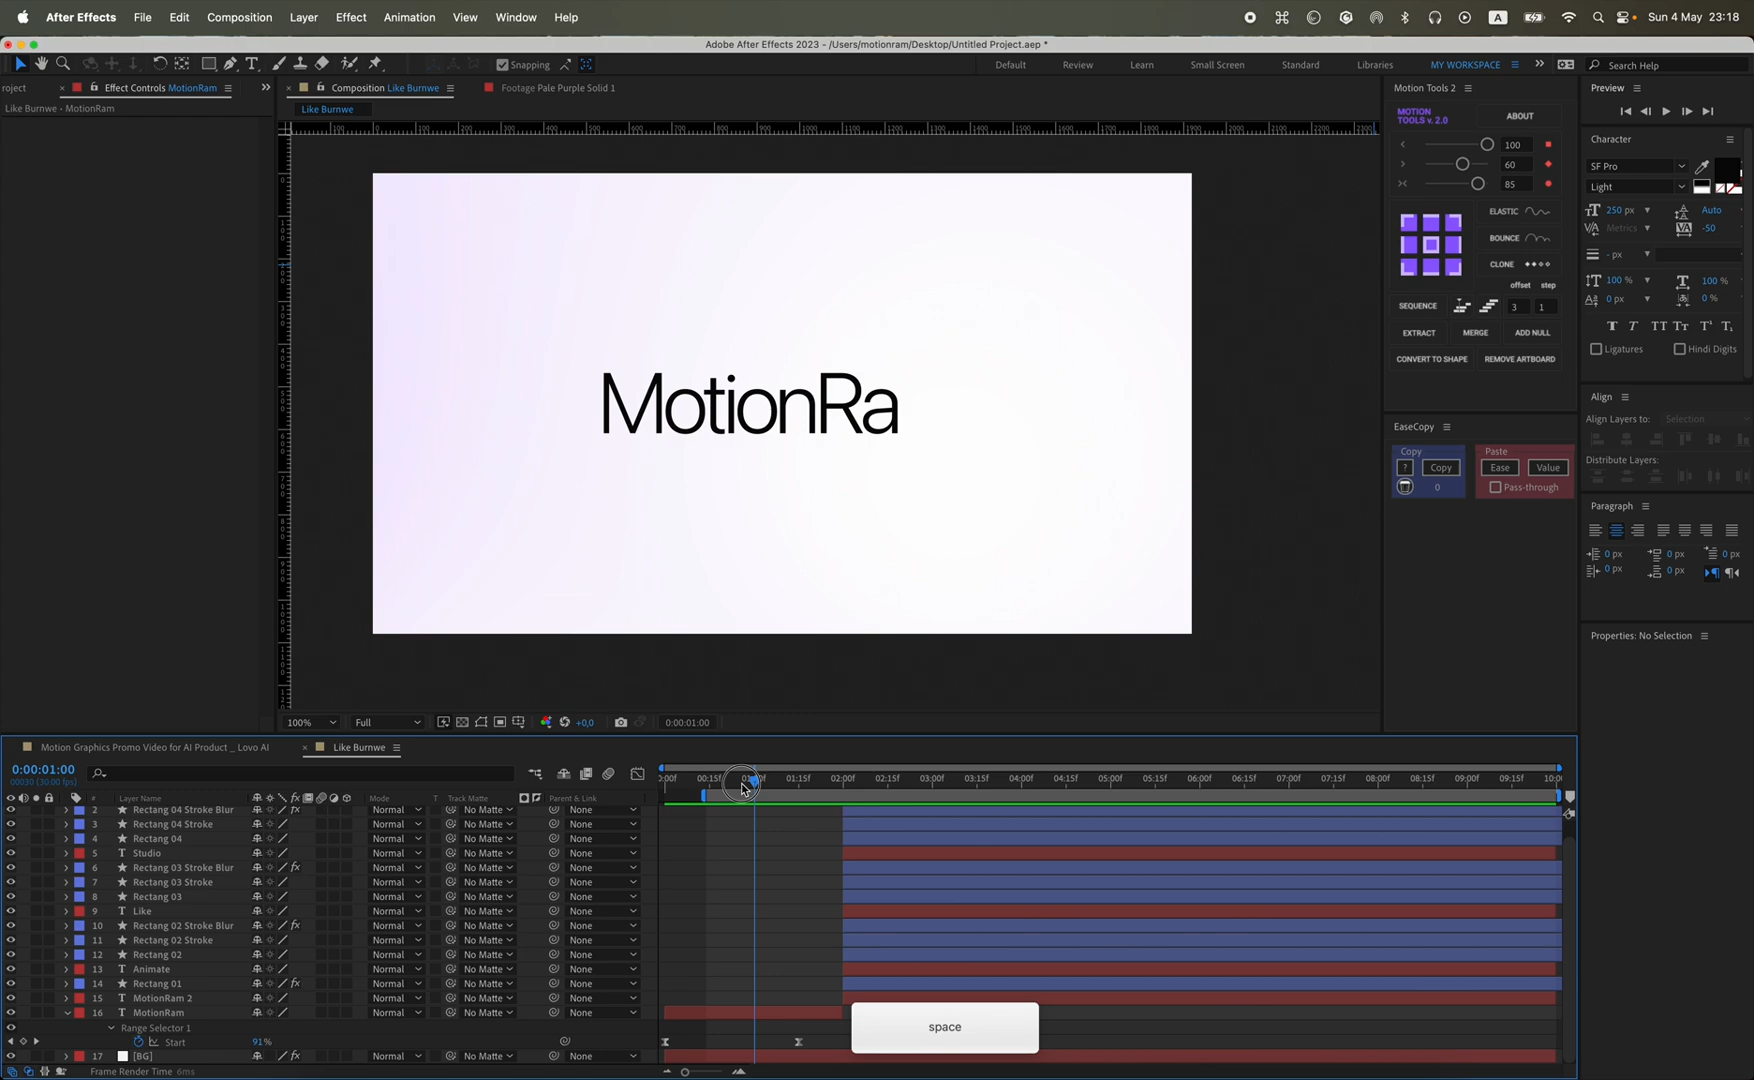 After Effects File Edit Composition Layer Effect Animation View Window Help A Sun 4 May 23:18
Adobe After Effects 2023 - /Users/motionram/Desktop/Untitled Project.aep *
Snapping Default Review Learn Small Screen Standard Libraries MY WORKSPACE Search Help
roject Effect Controls MotionRam Composition Like Burnwe Footage Pale Purple Solid 1 Motion Tools 2 Preview
Like Burnwe • MotionRam Like Burnwe
MOTION TOOLS v. 2.0 ABOUT
Character
100
60
85
SF Pro
Light
250 px Auto
Metrics -50
- px
100 % 100 %
0 px 0 %
ELASTIC
BOUNCE
CLONE
offset step
SEQUENCE 3 1
EXTRACT MERGE ADD NULL
CONVERT TO SHAPE REMOVE ARTBOARD
T T TT Tr T¹ T₁
Ligatures Hindi Digits
MotionRa
Align
Align Layers to: Selection
Distribute Layers:
EaseCopy
Copy Paste
? Copy Ease Value
0 Pass-through
Paragraph
0 px 0 px 0 px
0 px 0 px
Properties: No Selection
100% Full +0,0 0:00:01:00
Motion Graphics Promo Video for AI Product _ Lovo AI Like Burnwe
0:00:01:00
00030 (30.00 fps)
:00f 00:15f 01:00f 01:15f 02:00f 02:15f 03:00f 03:15f 04:00f 04:15f 05:00f 05:15f 06:00f 06:15f 07:00f 07:15f 08:00f 08:15f 09:00f 09:15f 10:0
# Layer Name Mode T Track Matte Parent & Link
2 Rectang 04 Stroke Blur Normal No Matte None
3 Rectang 04 Stroke Normal No Matte None
4 Rectang 04 Normal No Matte None
5 T Studio Normal No Matte None
6 Rectang 03 Stroke Blur Normal No Matte None
7 Rectang 03 Stroke Normal No Matte None
8 Rectang 03 Normal No Matte None
9 T Like Normal No Matte None
10 Rectang 02 Stroke Blur Normal No Matte None
11 Rectang 02 Stroke Normal No Matte None
12 Rectang 02 Normal No Matte None
13 T Animate Normal No Matte None
14 Rectang 01 Normal No Matte None
15 T MotionRam 2 Normal No Matte None
16 T MotionRam Normal No Matte None
Range Selector 1
Start 91%
17 [BG] Normal No Matte None
space
Frame Render Time 6ms